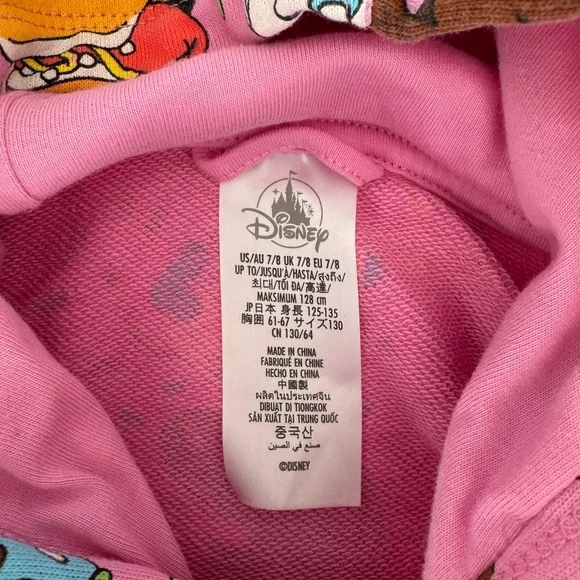 Disney
US/AU 7/8 UK 7/8 EU 7/8
UP TO/JUSQU'À/HASTA/สูงถึง/
최대/TỐI ĐA/高達/
MAKSIMUM 128 cm
JP日本 身長 125-135
胸囲 61-67 サイズ130
CN 130/64
MADE IN CHINA
FABRIQUÉ EN CHINE
HECHO EN CHINA
中國製
ผลิตในประเทศจีน
DIBUAT DI TIONGKOK
SẢN XUẤT TẠI TRUNG QUỐC
중국산
صنع في الصين
©DISNEY